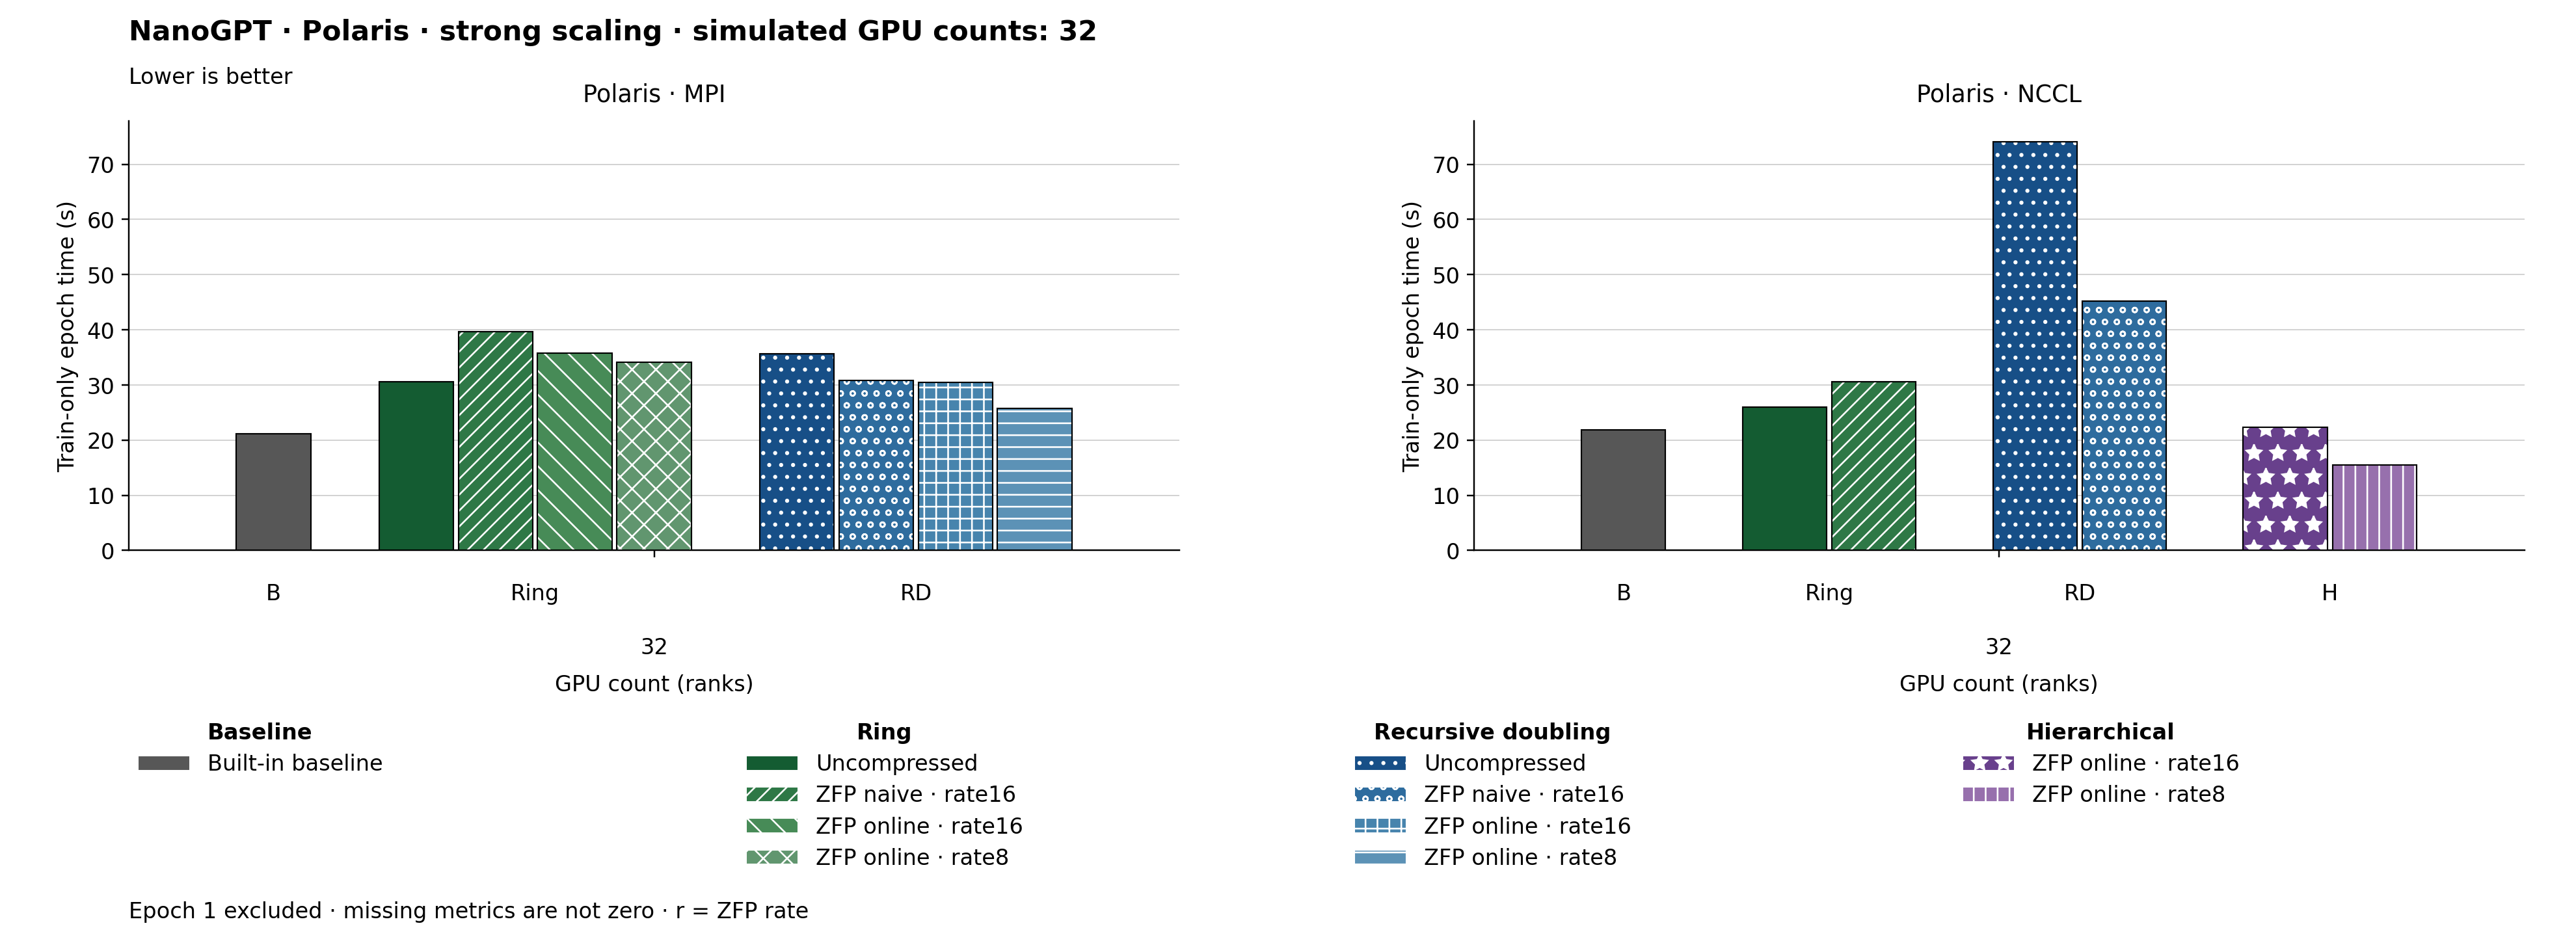 NanoGPT · Polaris · strong scaling · simulated GPU counts: 32
Lower is better
Polaris · MPI
Train-only epoch time (s)
70
60
50
40
30
20
10
0
B Ring RD
32
GPU count (ranks)
Polaris · NCCL
Train-only epoch time (s)
70
60
50
40
30
20
10
0
B Ring RD H
32
GPU count (ranks)
Baseline
Built-in baseline
Ring
Uncompressed
ZFP naive · rate16
ZFP online · rate16
ZFP online · rate8
Recursive doubling
Uncompressed
ZFP naive · rate16
ZFP online · rate16
ZFP online · rate8
Hierarchical
ZFP online · rate16
ZFP online · rate8
Epoch 1 excluded · missing metrics are not zero · r = ZFP rate